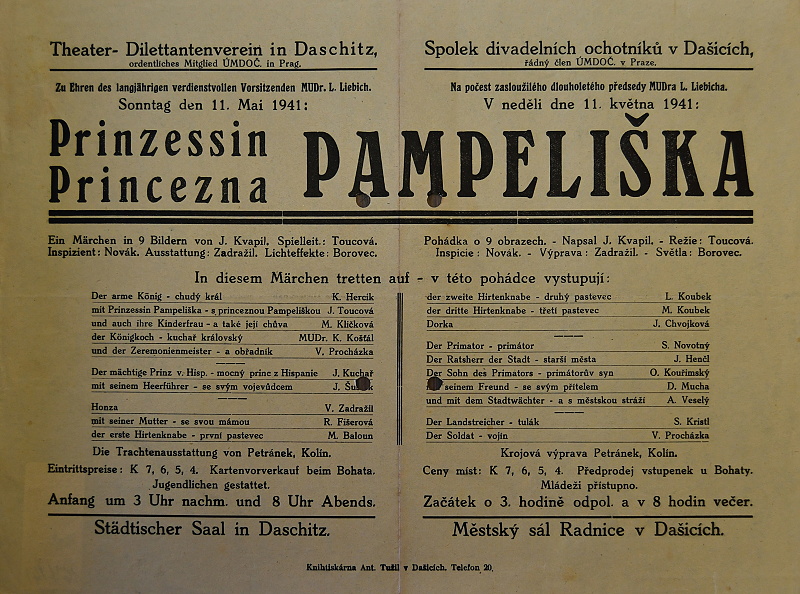 Theater- Dilettantenverein in Daschitz,
ordentliches Mitglied ÚMDOČ. in Prag.
Zu Ehren des langjährigen verdienstvollen Vorsitzenden MUDr. L. Liebich.
Sonntag den 11. Mai 1941:
Spolek divadelních ochotníků v Dašicích,
řádný člen ÚMDOČ. v Praze.
Na počest zasloužilého dlouholetého předsedy MUDra L. Liebicha.
V neděli dne 11. května 1941:
Prinzessin
Princezna
PAMPELIŠKA
Ein Märchen in 9 Bildern von J. Kvapil. Spielleit.: Toucová.
Inspizient: Novák. Ausstattung: Zadražil. Lichteffekte: Borovec.
Pohádka o 9 obrazech. - Napsal J. Kvapil. - Režie: Toucová.
Inspicie: Novák. - Výprava: Zadražil. - Světla: Borovec.
In diesem Märchen tretten auf - v této pohádce vystupují:
Der arme König - chudý král K. Hercik
mit Prinzessin Pampeliška - s princeznou Pampeliškou J. Toucová
und auch ihre Kinderfrau - a také její chůva M. Kličková
der Königkoch - kuchař královský MUDr. K. Košťál
und der Zeremonienmeister - a obřadník V. Procházka
Der mächtige Prinz v. Hisp. - mocný princ z Hispanie J. Kuchař
mit seinem Heerführer - se svým vojevůdcem J.
Honza V. Zadražil
mit seiner Mutter - se svou mámou R. Fišerová
der erste Hirtenknabe - první pastevec M. Baloun
der zweite Hirtenknabe - druhý pastevec L. Koubek
der dritte Hirtenknabe - třetí pastevec M. Koubek
Dorka J. Chvojková
Der Primator - primátor S. Novotný
Der Ratsherr der Stadt - starší města J. Henčl
Der Sohn des Primators - primátorův syn O. Kouřimský
seinem Freund - se svým přítelem D. Mucha
und mit dem Stadtwächter - a s městskou stráží A. Veselý
Der Landstreicher - tulák S. Kristl
Der Soldat - vojín V. Procházka
Die Trachtenausstattung von Petránek, Kolín.
Eintrittspreise: K 7, 6, 5, 4. Kartenvorverkauf beim Bohata.
Jugendlichen gestattet.
Anfang um 3 Uhr nachm. und 8 Uhr Abends.
Städtischer Saal in Daschitz.
Krojová výprava Petránek, Kolín.
Ceny míst: K 7, 6, 5, 4. Předprodej vstupenek u Bohaty.
Mládeži přístupno.
Začátek o 3. hodině odpol. a v 8 hodin večer.
Městský sál Radnice v Dašicích.
Knihtiskárna Ant. Tužil v Dašicích. Telefon 20.